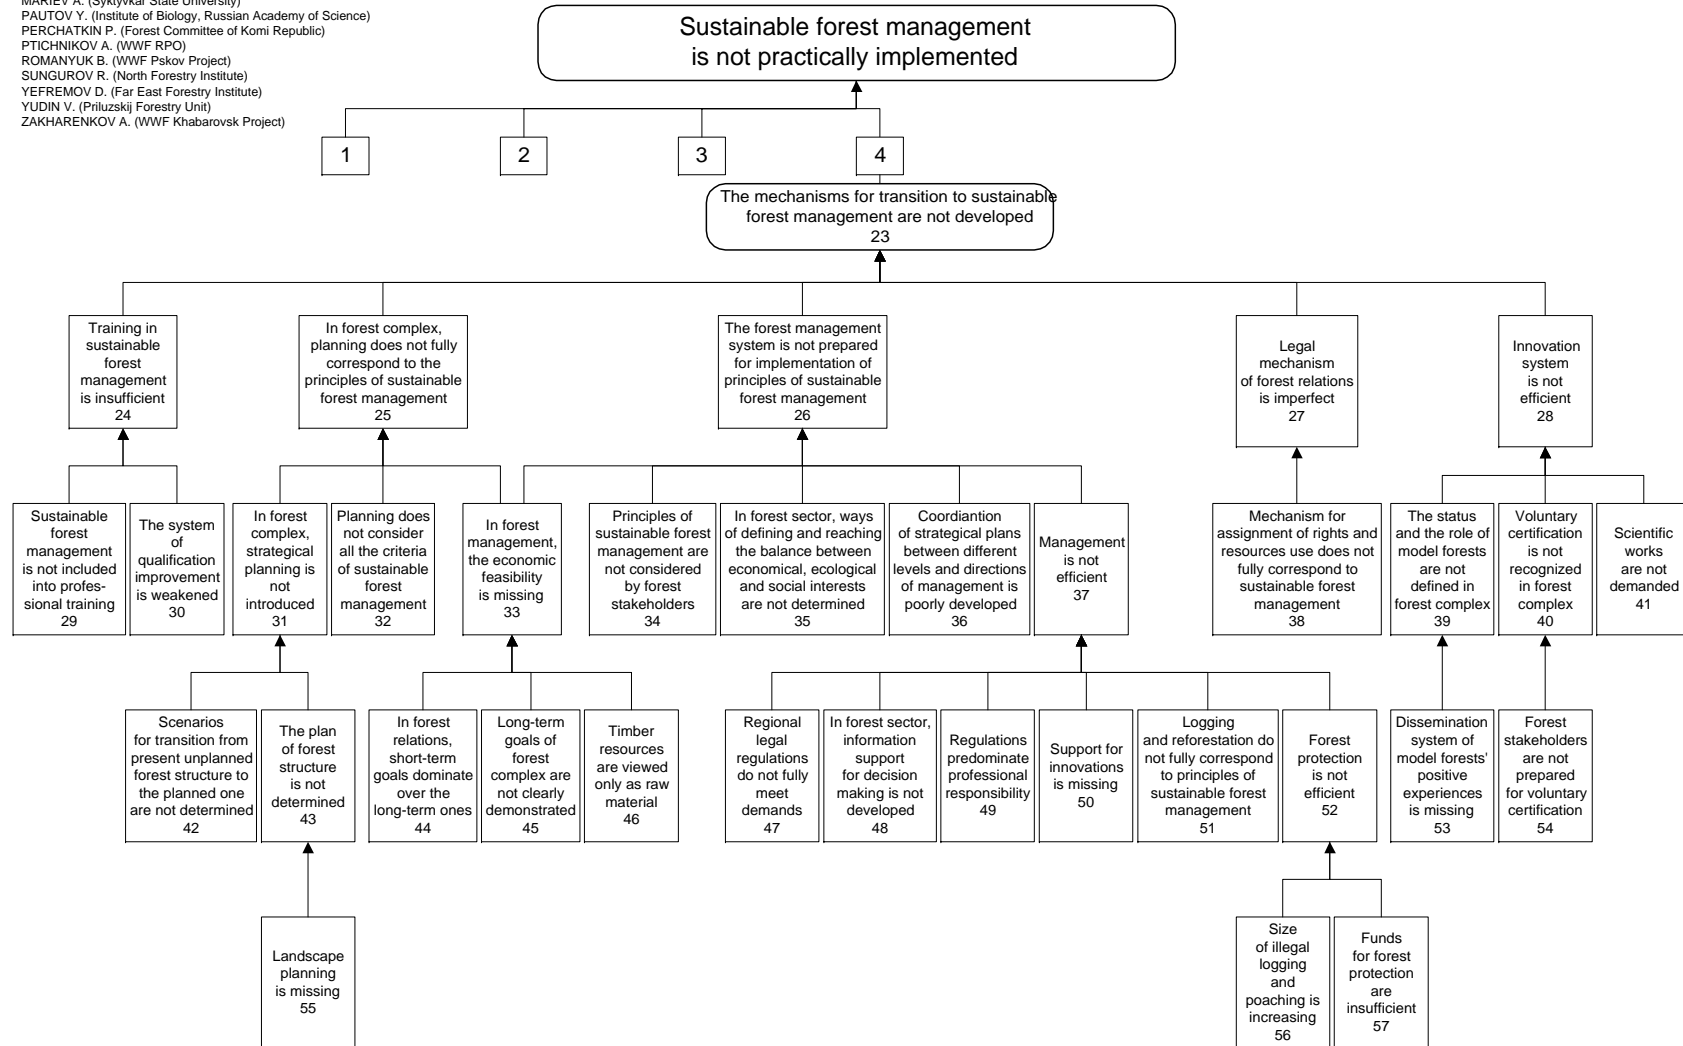 MARIEV A. (Syktyvkar State University)
PAUTOV Y. (Institute of Biology, Russian Academy of Science)
PERCHATKIN P. (Forest Committee of Komi Republic)
PTICHNIKOV A. (WWF RPO)
ROMANYUK B. (WWF Pskov Project)
SUNGUROV R. (North Forestry Institute)
YEFREMOV D. (Far East Forestry Institute)
YUDIN V. (Priluzskij Forestry Unit)
ZAKHARENKOV A. (WWF Khabarovsk Project)
Sustainable forest management
is not practically implemented
1
2
3
4
The mechanisms for transition to sustainable
forest management are not developed
23
Training in
sustainable
forest
management
is insufficient
24
In forest complex,
planning does not fully
correspond to the
principles of sustainable
forest management
25
The forest management
system is not prepared
for implementation of
principles of sustainable
forest management
26
Legal
mechanism
of forest relations
is imperfect
27
Innovation
system
is not
efficient
28
Sustainable
forest
management
is not included
into profes-
sional training
29
The system
of
qualification
improvement
is weakened
30
In forest
complex,
strategical
planning is
not
introduced
31
Planning does
not consider
all the criteria
of sustainable
forest
management
32
In forest
management,
the economic
feasibility
is missing
33
Principles of
sustainable forest
management are
not considered
by forest
stakeholders
34
In forest sector, ways
of defining and reaching
the balance between
economical, ecological
and social interests
are not determined
35
Coordiantion
of strategical plans
between different
levels and directions
of management is
poorly developed
36
Management
is not
efficient
37
Mechanism for
assignment of rights and
resources use does not
fully correspond to
sustainable forest
management
38
The status
and the role of
model forests
are not
defined in
forest complex
39
Voluntary
certification
is not
recognized
in forest
complex
40
Scientific
works
are not
demanded
41
Scenarios
for transition from
present unplanned
forest structure to
the planned one
are not determined
42
The plan
of forest
structure
is not
determined
43
In forest
relations,
short-term
goals dominate
over the
long-term ones
44
Long-term
goals of
forest
complex are
not clearly
demonstrated
45
Timber
resources
are viewed
only as raw
material
46
Regional
legal
regulations
do not fully
meet
demands
47
In forest sector,
information
support
for decision
making is not
developed
48
Regulations
predominate
professional
responsibility
49
Support for
innovations
is missing
50
Logging
and reforestation do
not fully correspond
to principles of
sustainable forest
management
51
Forest
protection
is not
efficient
52
Dissemination
system of
model forests'
positive
experiences
is missing
53
Forest
stakeholders
are not
prepared
for voluntary
certification
54
Landscape
planning
is missing
55
Size
of illegal
logging
and
poaching is
increasing
56
Funds
for forest
protection
are
insufficient
57